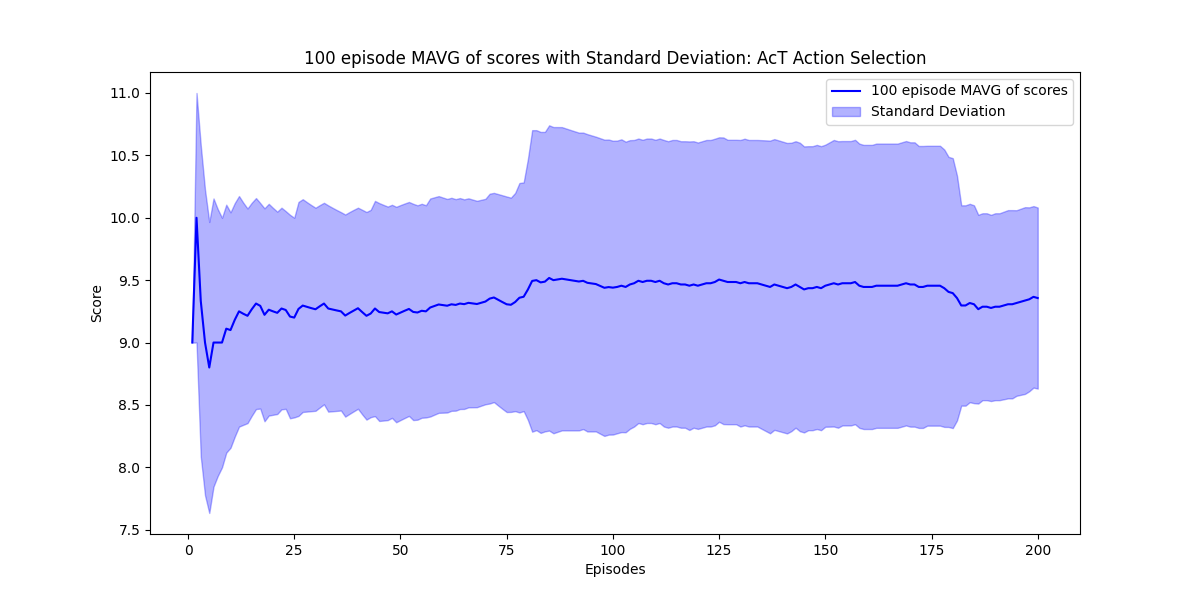 100 episode MAVG of scores with Standard Deviation: AcT Action Selection
100 episode MAVG of scores
Standard Deviation
11.0
10.5
10.0
9.5
9.0
8.5
8.0
7.5
Score
0 25 50 75 100 125 150 175 200
Episodes